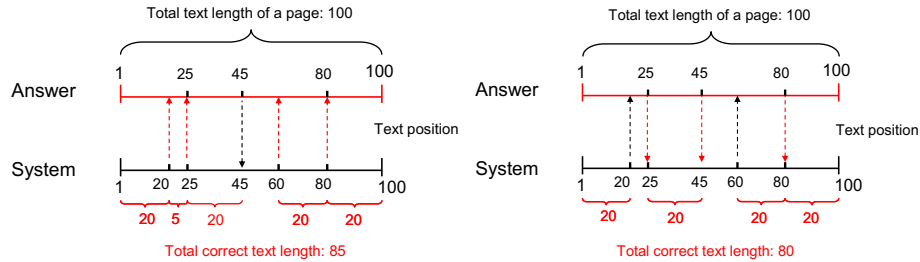 Total text length of a page: 100
1 25 45 80 100
Answer
Text position
System
1 20 25 45 60 80 100
20 5 20 20 20
Total correct text length: 85
Total text length of a page: 100
1 25 45 80 100
Answer
Text position
System
1 20 25 45 60 80 100
20 20 20 20
Total correct text length: 80